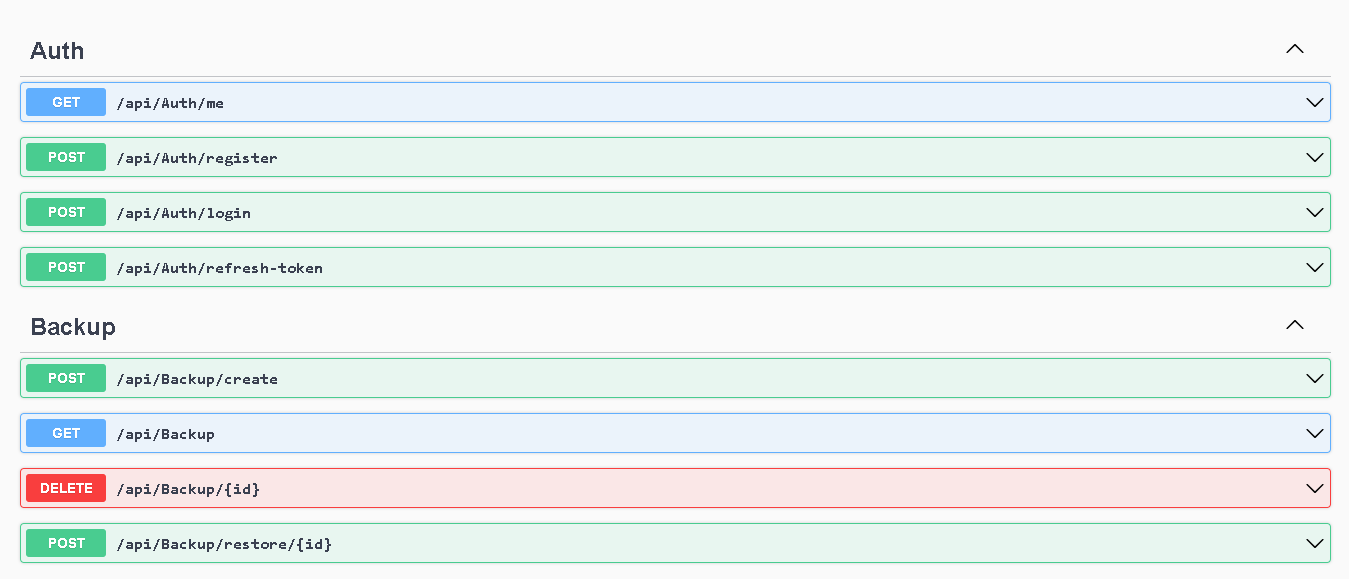 Auth
GET /api/Auth/me
POST /api/Auth/register
POST /api/Auth/login
POST /api/Auth/refresh-token
Backup
POST /api/Backup/create
GET /api/Backup
DELETE /api/Backup/{id}
POST /api/Backup/restore/{id}